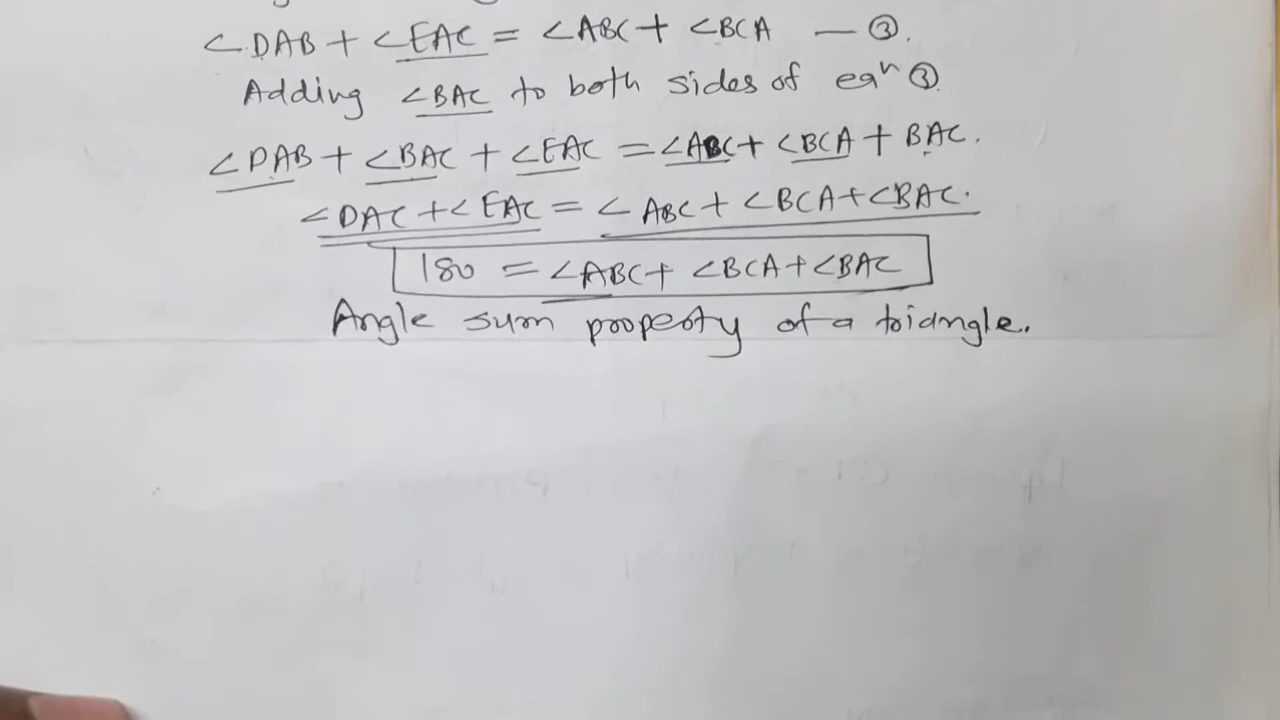 ∠DAB + ∠EAC = ∠ABC + ∠BCA — ③.
Adding ∠BAC to both sides of eqⁿ ③.
∠DAB + ∠BAC + ∠EAC = ∠ABC + ∠BCA + BAC.
∠DAC + ∠EAC = ∠ABC + ∠BCA + ∠BAC.
180 = ∠ABC + ∠BCA + ∠BAC
Angle sum property of a triangle.